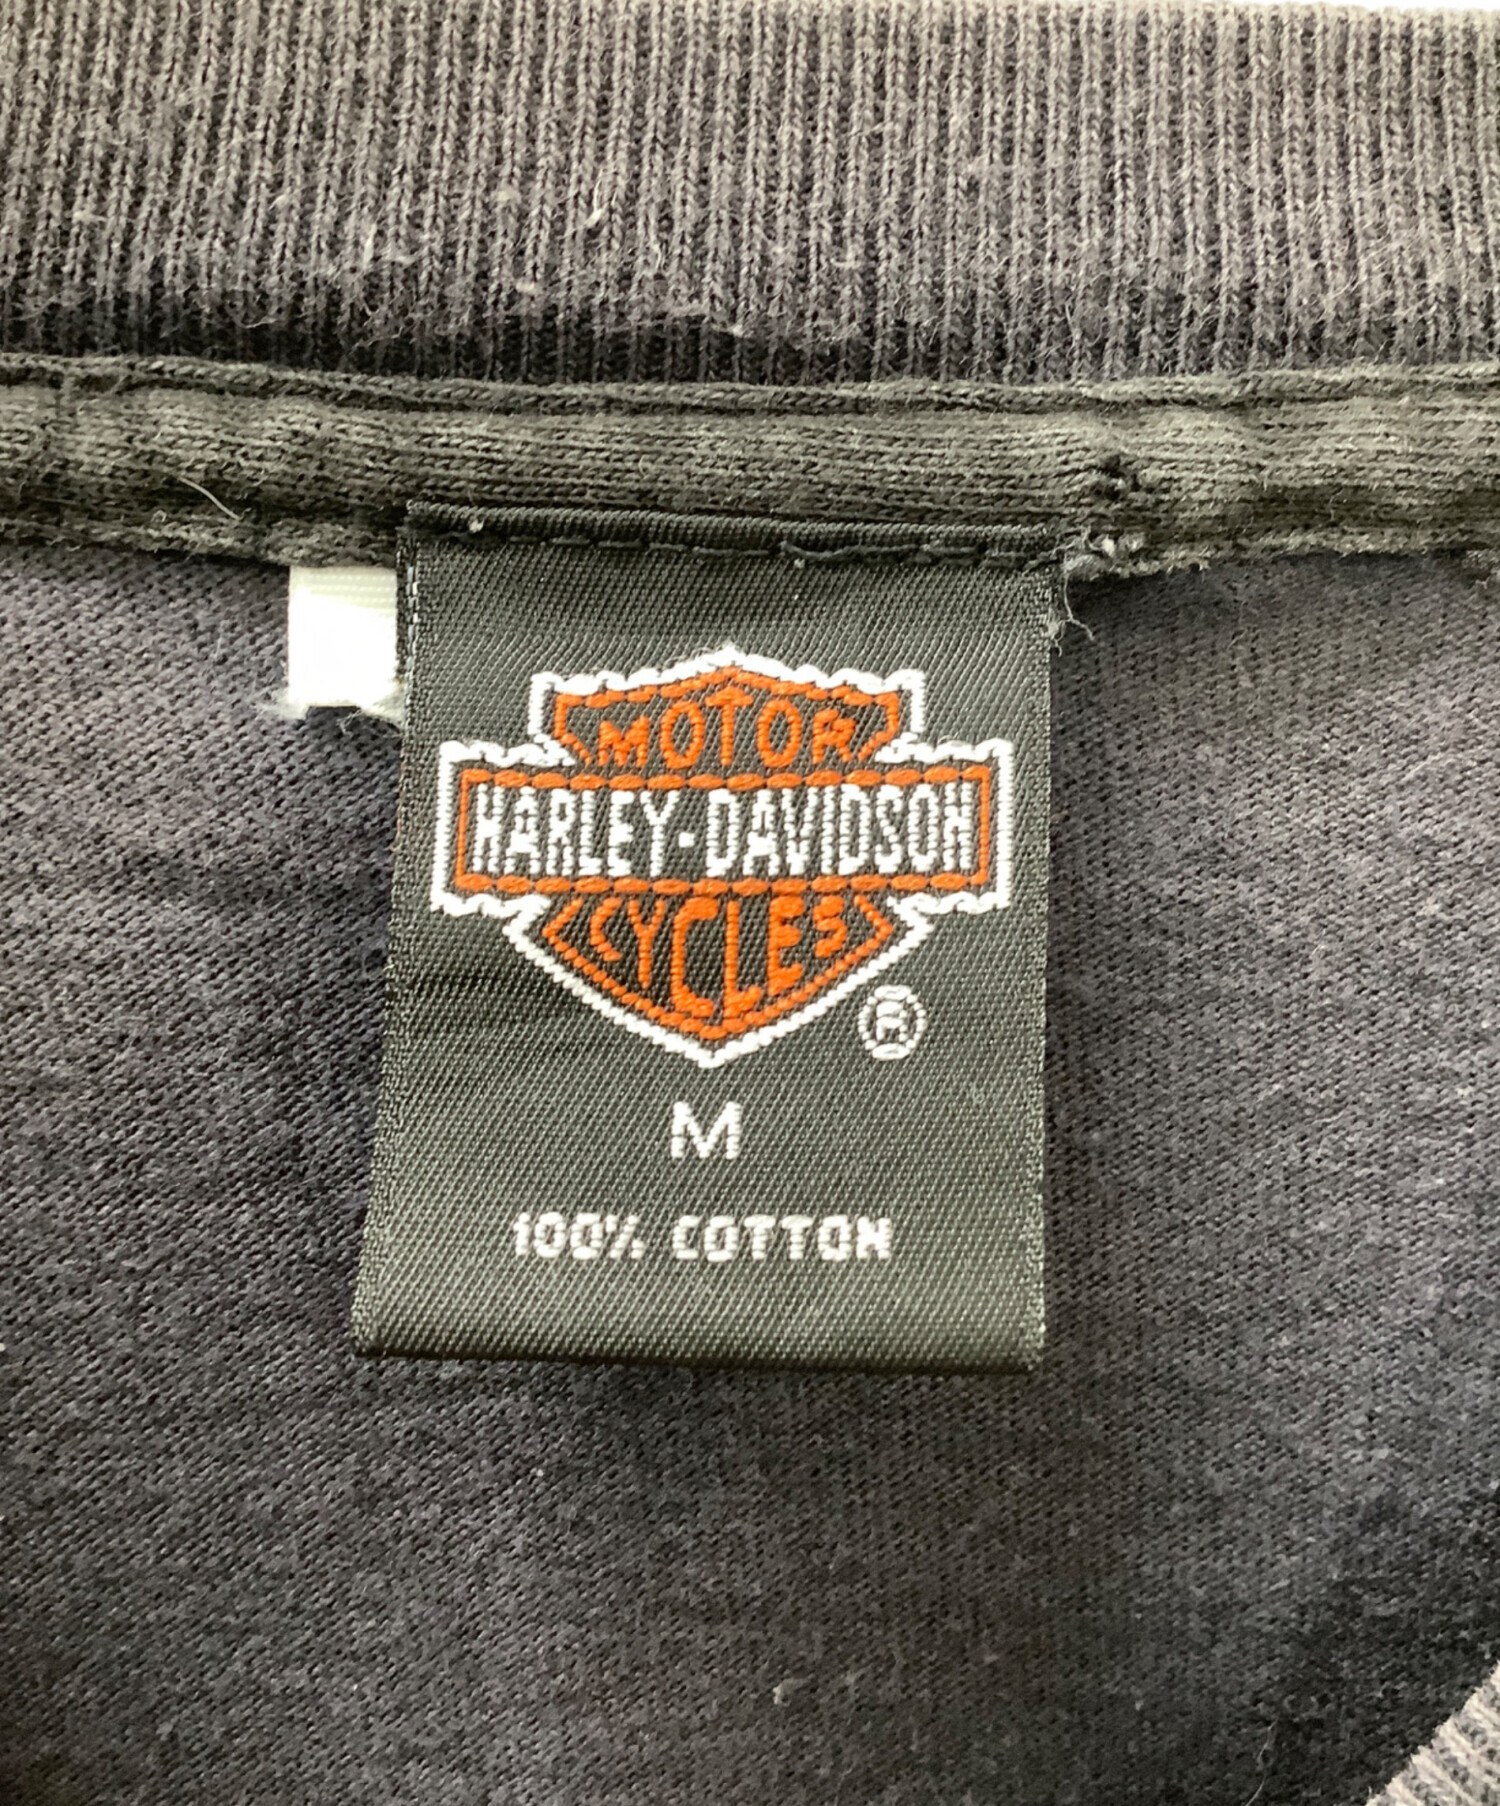 MOTOR
HARLEY-DAVIDSON
CYCLES
®
M
100% COTTON